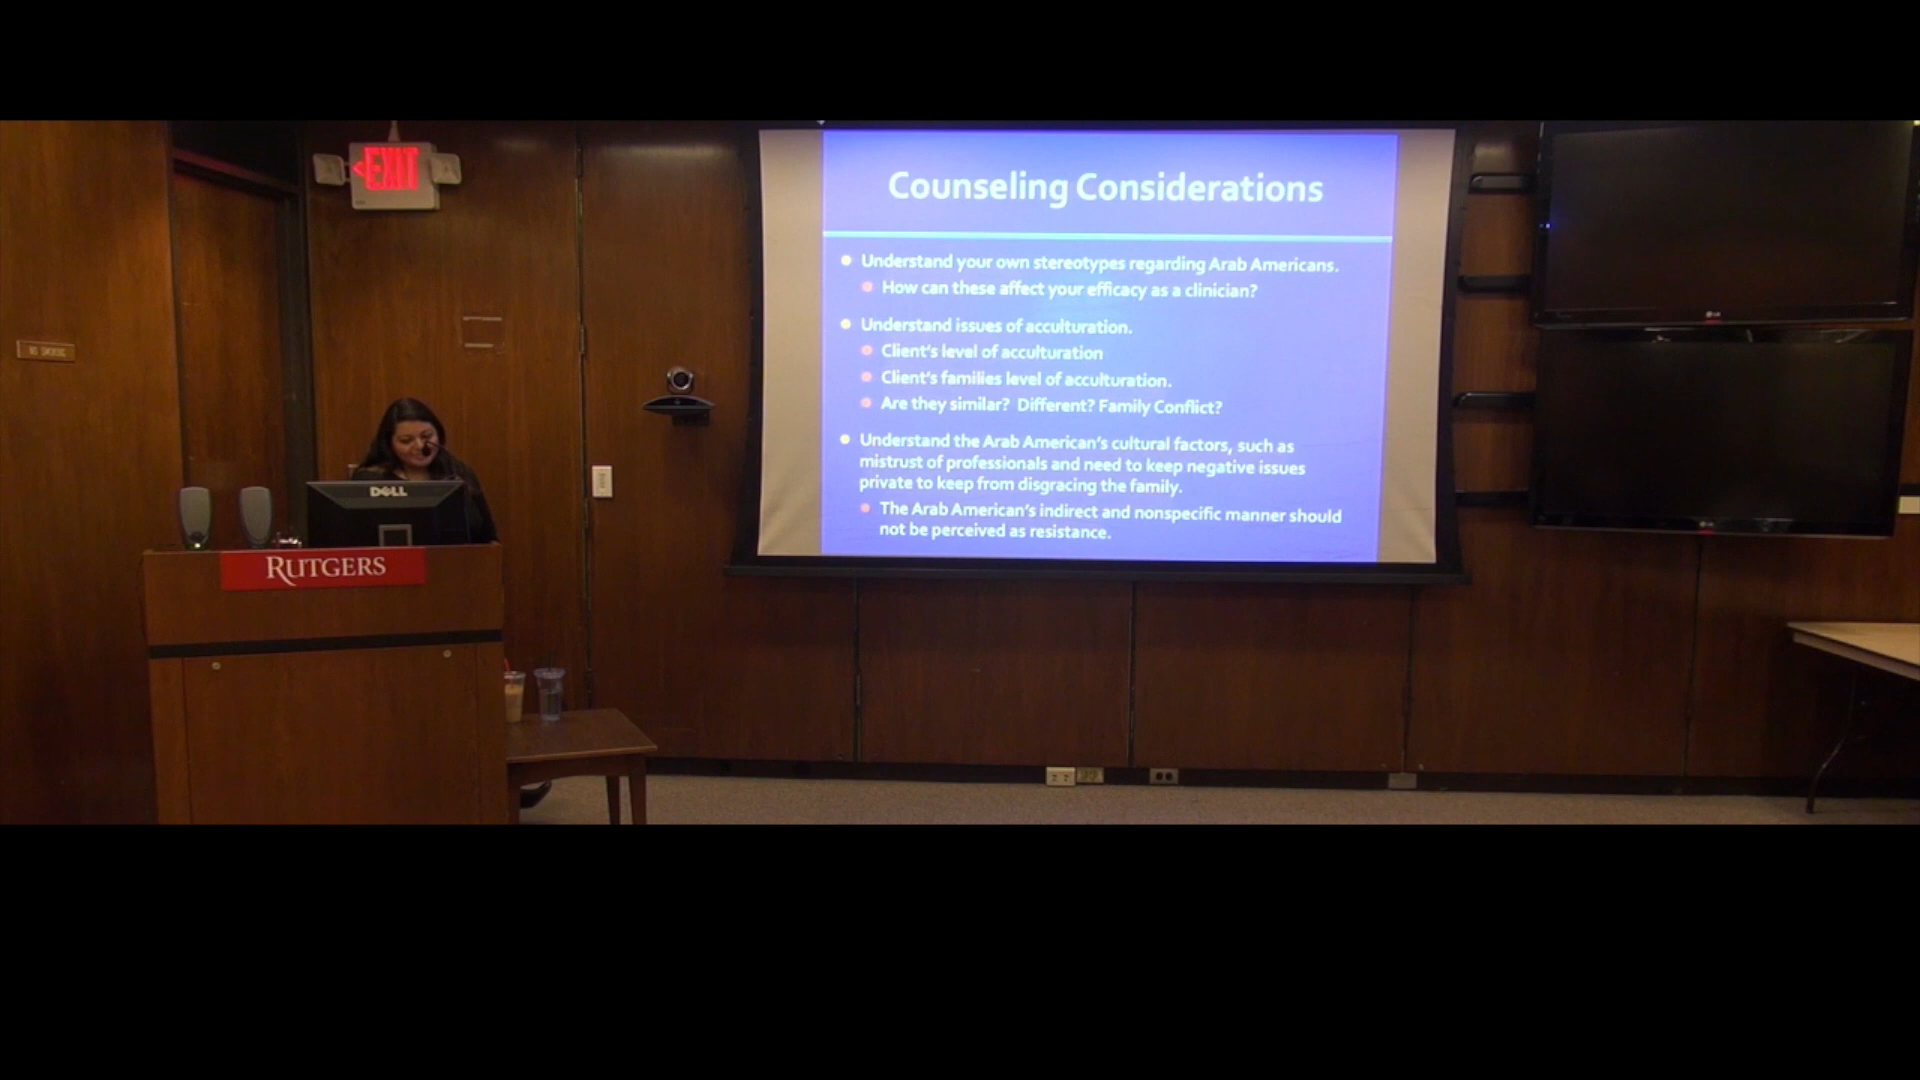 EXIT
NO SMOKING
Counseling Considerations
Understand your own stereotypes regarding Arab Americans.
How can these affect your efficacy as a clinician?
Understand issues of acculturation.
Client's level of acculturation
Client's families level of acculturation.
Are they similar? Different? Family Conflict?
Understand the Arab American's cultural factors, such as
mistrust of professionals and need to keep negative issues
private to keep from disgracing the family.
The Arab American's indirect and nonspecific manner should
not be perceived as resistance.
DELL
RUTGERS
LG
LG